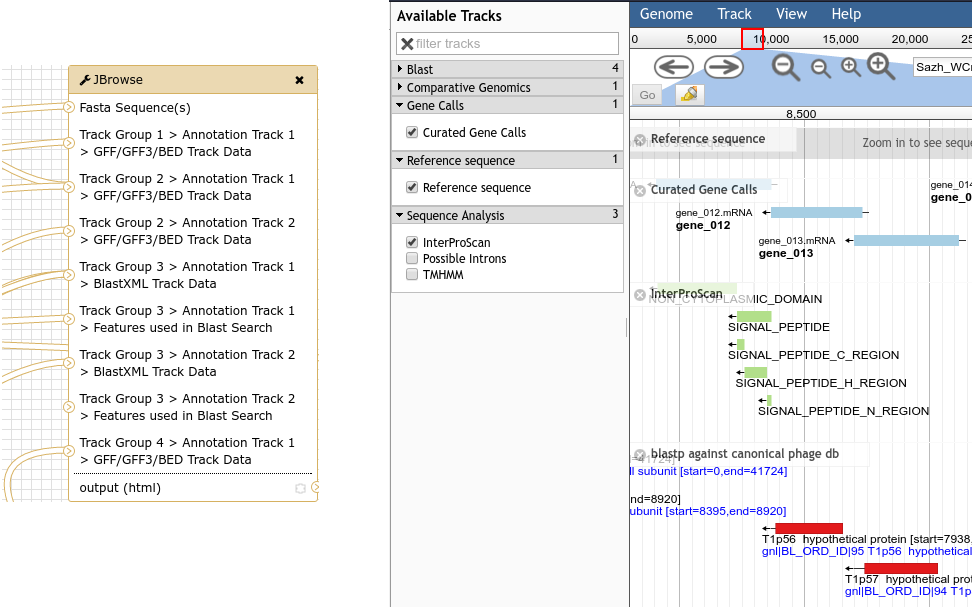 JBrowse
Fasta Sequence(s)
Track Group 1 > Annotation Track 1
> GFF/GFF3/BED Track Data
Track Group 2 > Annotation Track 1
> GFF/GFF3/BED Track Data
Track Group 2 > Annotation Track 2
> GFF/GFF3/BED Track Data
Track Group 3 > Annotation Track 1
> BlastXML Track Data
Track Group 3 > Annotation Track 1
> Features used in Blast Search
Track Group 3 > Annotation Track 2
> BlastXML Track Data
Track Group 3 > Annotation Track 2
> Features used in Blast Search
Track Group 4 > Annotation Track 1
> GFF/GFF3/BED Track Data
output (html)
Available Tracks
filter tracks
Blast 4
Comparative Genomics 1
Gene Calls 1
Curated Gene Calls
Reference sequence 1
Reference sequence
Sequence Analysis 3
InterProScan
Possible Introns
TMHMM
Genome Track View Help
0 5,000 10,000 15,000 20,000 25
Sazh_WC
Go
8,500
Reference sequence
Zoom in to see seque
Curated Gene Calls
gene_014
gene_0
gene_012.mRNA
gene_012
gene_013.mRNA
gene_013
InterProScan
NON_CYTOPLASMIC_DOMAIN
SIGNAL_PEPTIDE
SIGNAL_PEPTIDE_C_REGION
SIGNAL_PEPTIDE_H_REGION
SIGNAL_PEPTIDE_N_REGION
blastp against canonical phage db
=41724]
ll subunit [start=0,end=41724]
nd=8920]
ubunit [start=8395,end=8920]
T1p56 hypothetical protein [start=7938
gnl|BL_ORD_ID|95 T1p56 hypothetical
T1p57 hypothetical prot
gnl|BL_ORD_ID|94 T1p